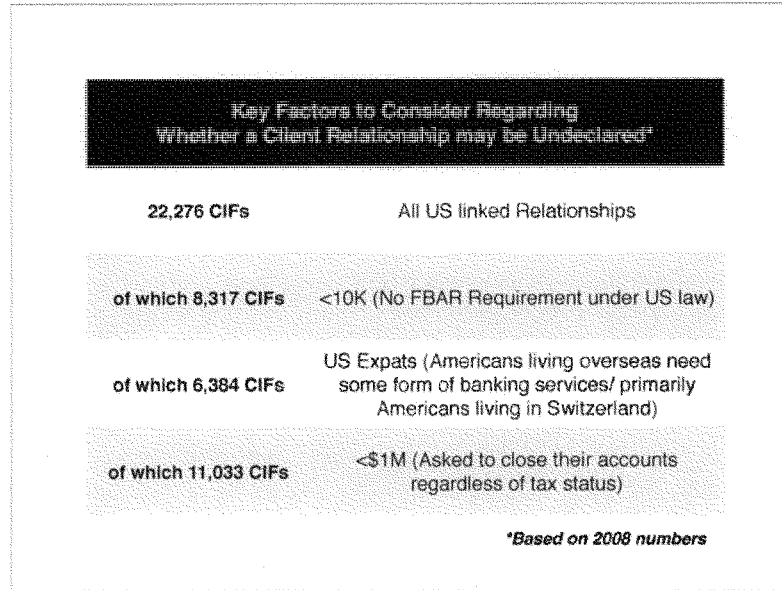 Key Factors to Consider Regarding
Whether a Client Relationship may be Undeclared*
22,276 CIFs
All US linked Relationships
of which 8,317 CIFs
<10K (No FBAR Requirement under US law)
of which 6,384 CIFs
US Expats (Americans living overseas need
some form of banking services/ primarily
Americans living in Switzerland)
of which 11,033 CIFs
<$1M (Asked to close their accounts
regardless of tax status)
*Based on 2008 numbers